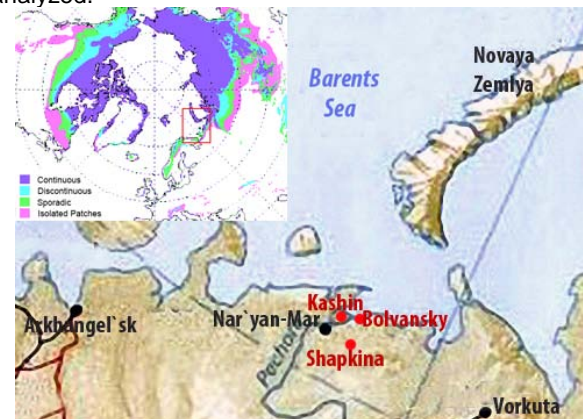 analyzed.
Continuous
Discontinuous
Sporadic
Isolated Patches
Barents
Sea
Novaya
Zemlya
Kashin
Arkhangel`sk
Nar`yan-Mar
Bolvansky
Shapkina
Pechora
Vorkuta